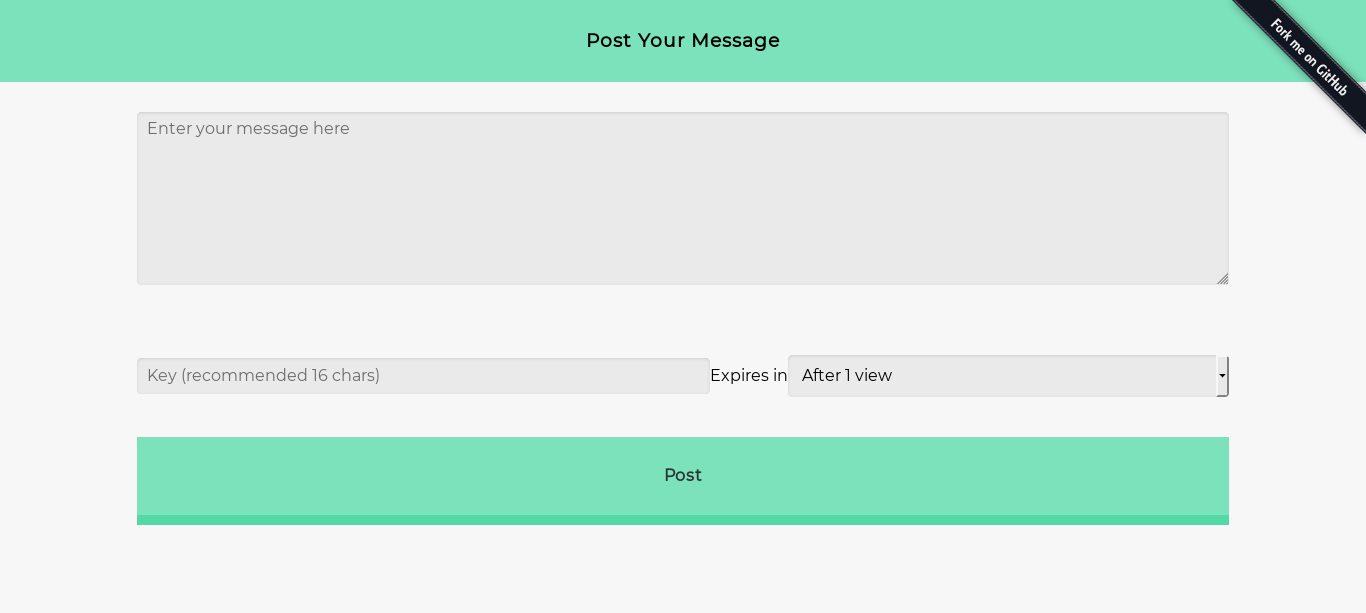 Post Your Message
Fork me on GitHub
Enter your message here
Key (recommended 16 chars)
Expires in
After 1 view
Post